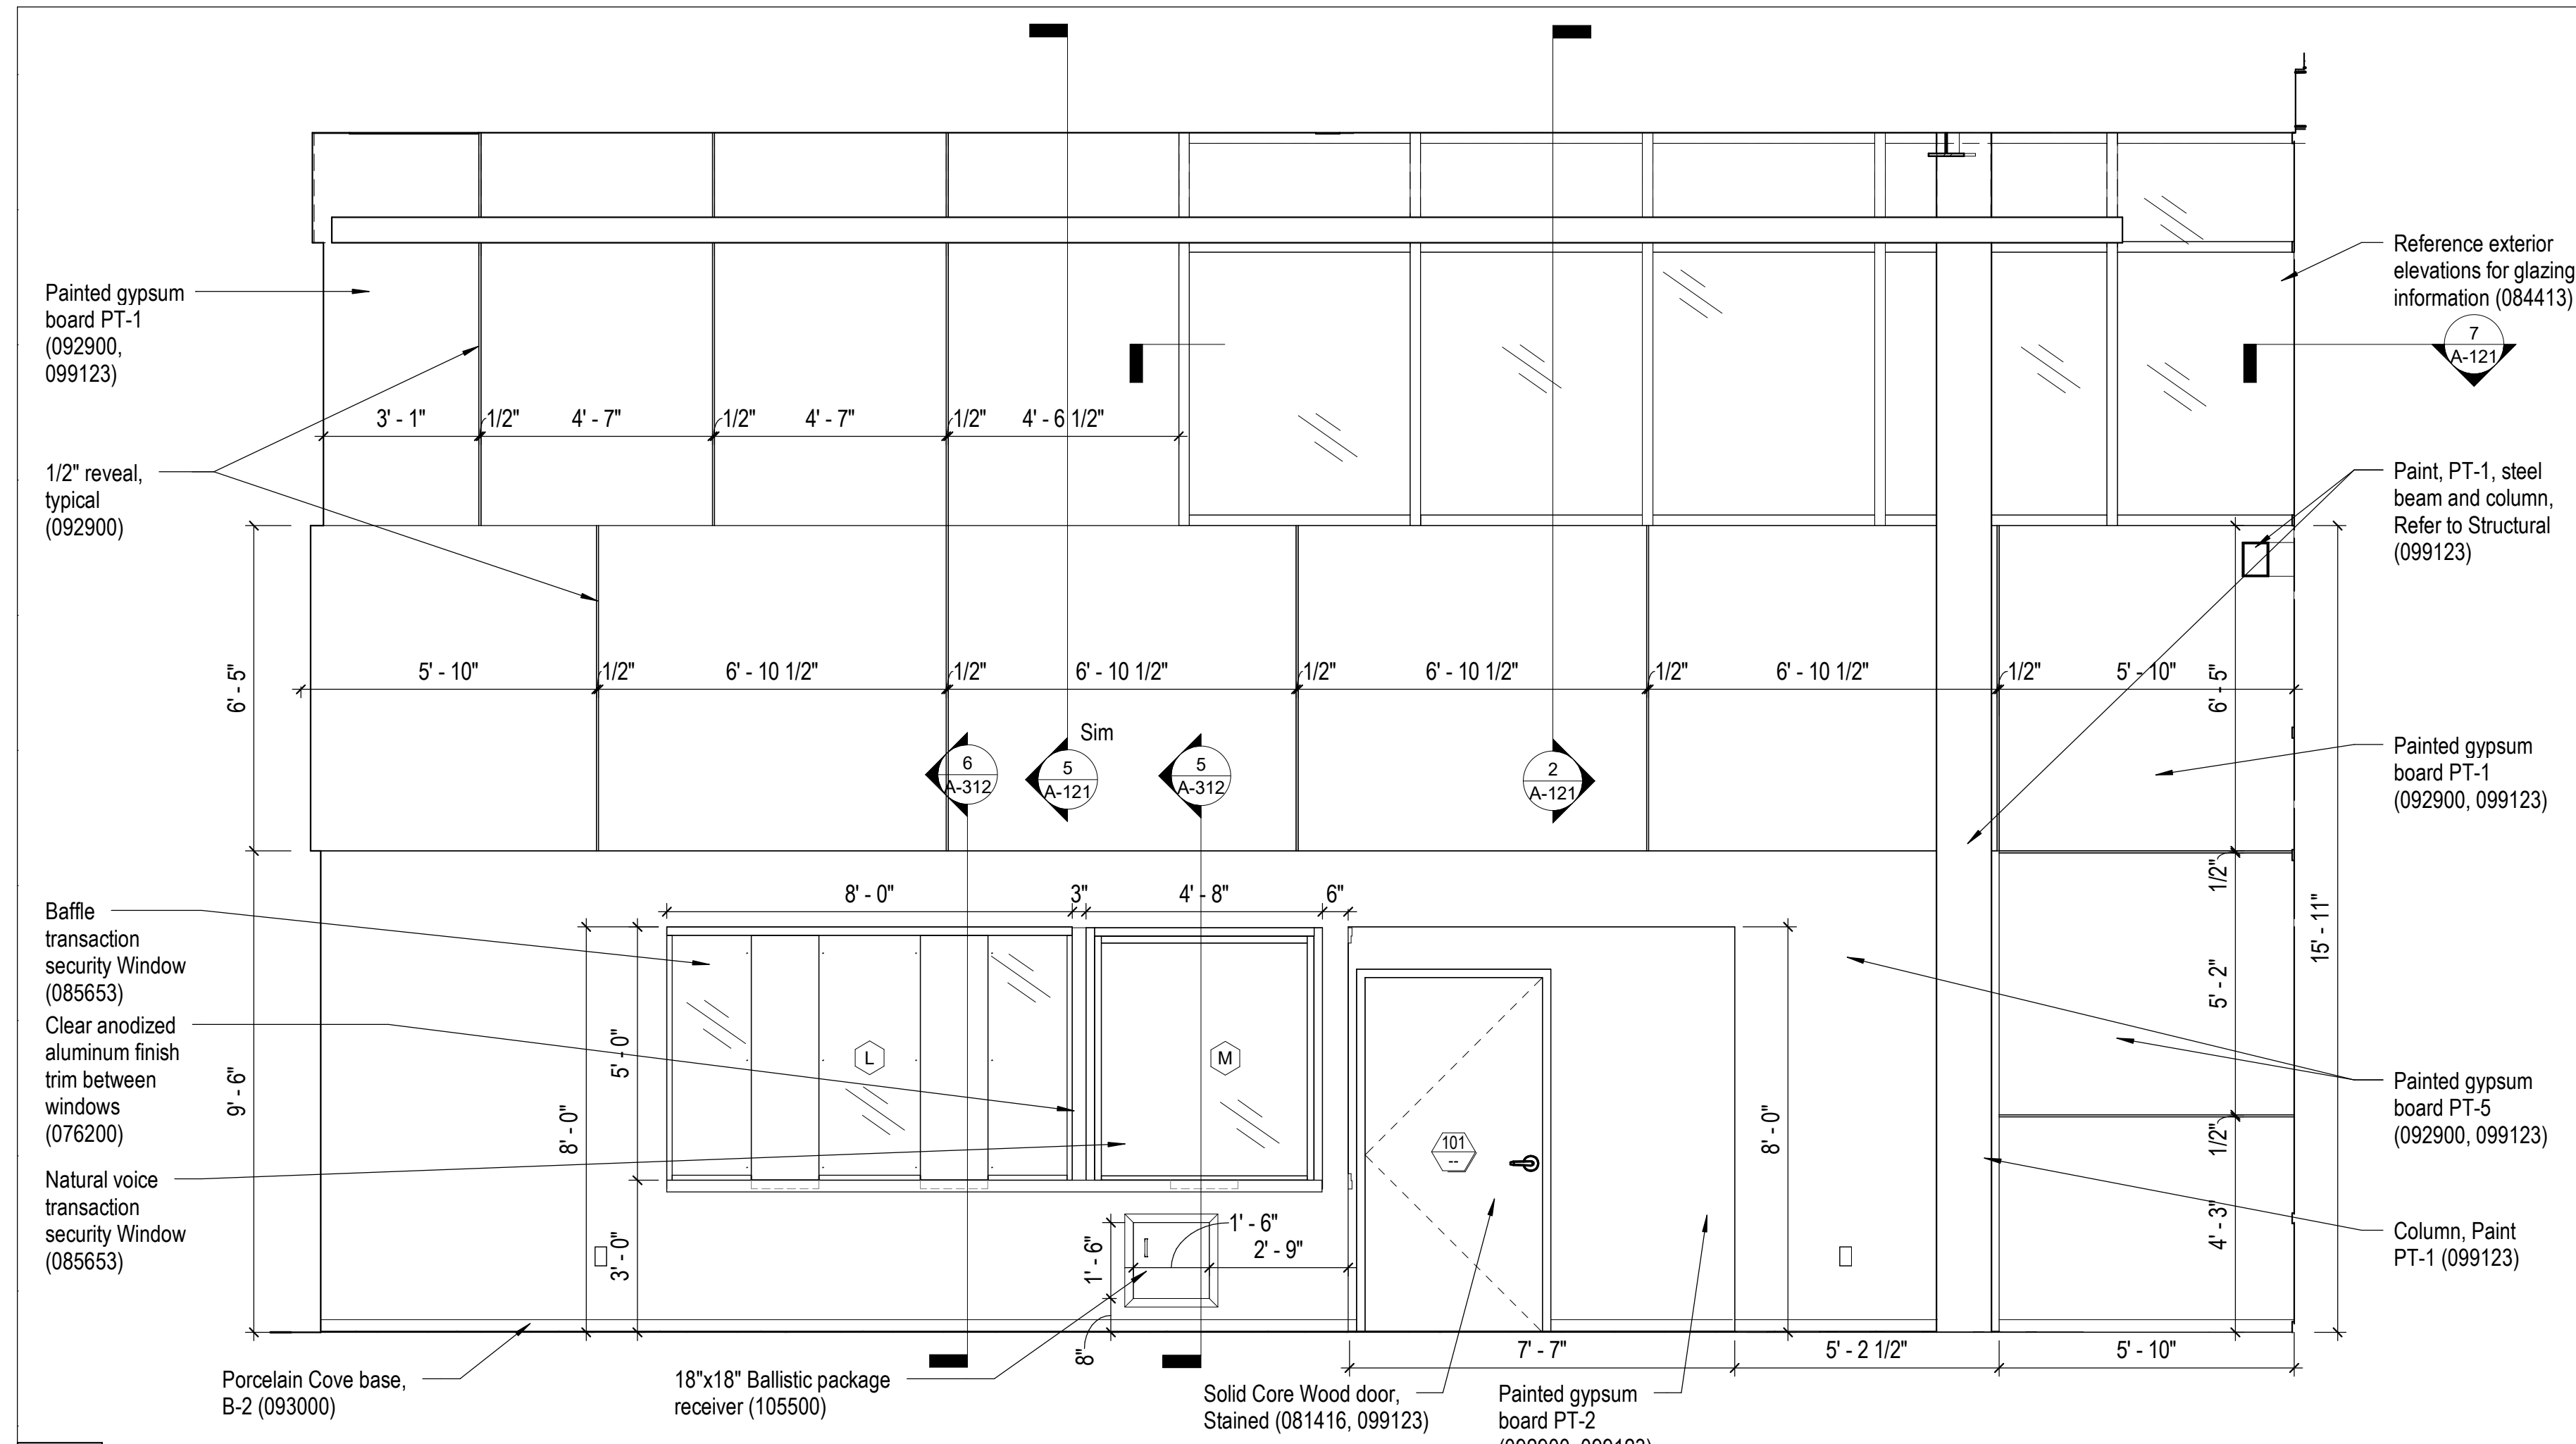 Painted gypsum
board PT-1
(092900,
099123)
1/2" reveal,
typical
(092900)
Baffle
transaction
security Window
(085653)
Clear anodized
aluminum finish
trim between
windows
(076200)
Natural voice
transaction
security Window
(085653)
Porcelain Cove base,
B-2 (093000)
18"x18" Ballistic package
receiver (105500)
Solid Core Wood door,
Stained (081416, 099123)
Painted gypsum
board PT-2
Reference exterior
elevations for glazing
information (084413)
7
A-121
Paint, PT-1, steel
beam and column,
Refer to Structural
(099123)
Painted gypsum
board PT-1
(092900, 099123)
Painted gypsum
board PT-5
(092900, 099123)
Column, Paint
PT-1 (099123)
3' - 1" 1/2" 4' - 7" 1/2" 4' - 7" 1/2" 4' - 6 1/2"
5' - 10" 1/2" 6' - 10 1/2" 1/2" 6' - 10 1/2" 1/2" 6' - 10 1/2" 1/2" 6' - 10 1/2" 1/2" 5' - 10"
6' - 5"
9' - 6"
Sim
6
A-312
5
A-121
5
A-312
2
A-121
8' - 0" 3" 4' - 8" 6"
8' - 0"
5' - 0"
3' - 0"
L
M
101
--
1' - 6"
1' - 6"
2' - 9"
8"
8' - 0"
7' - 7" 5' - 2 1/2" 5' - 10"
6' - 5"
1/2"
5' - 2"
1/2"
4' - 3"
15' - 11"